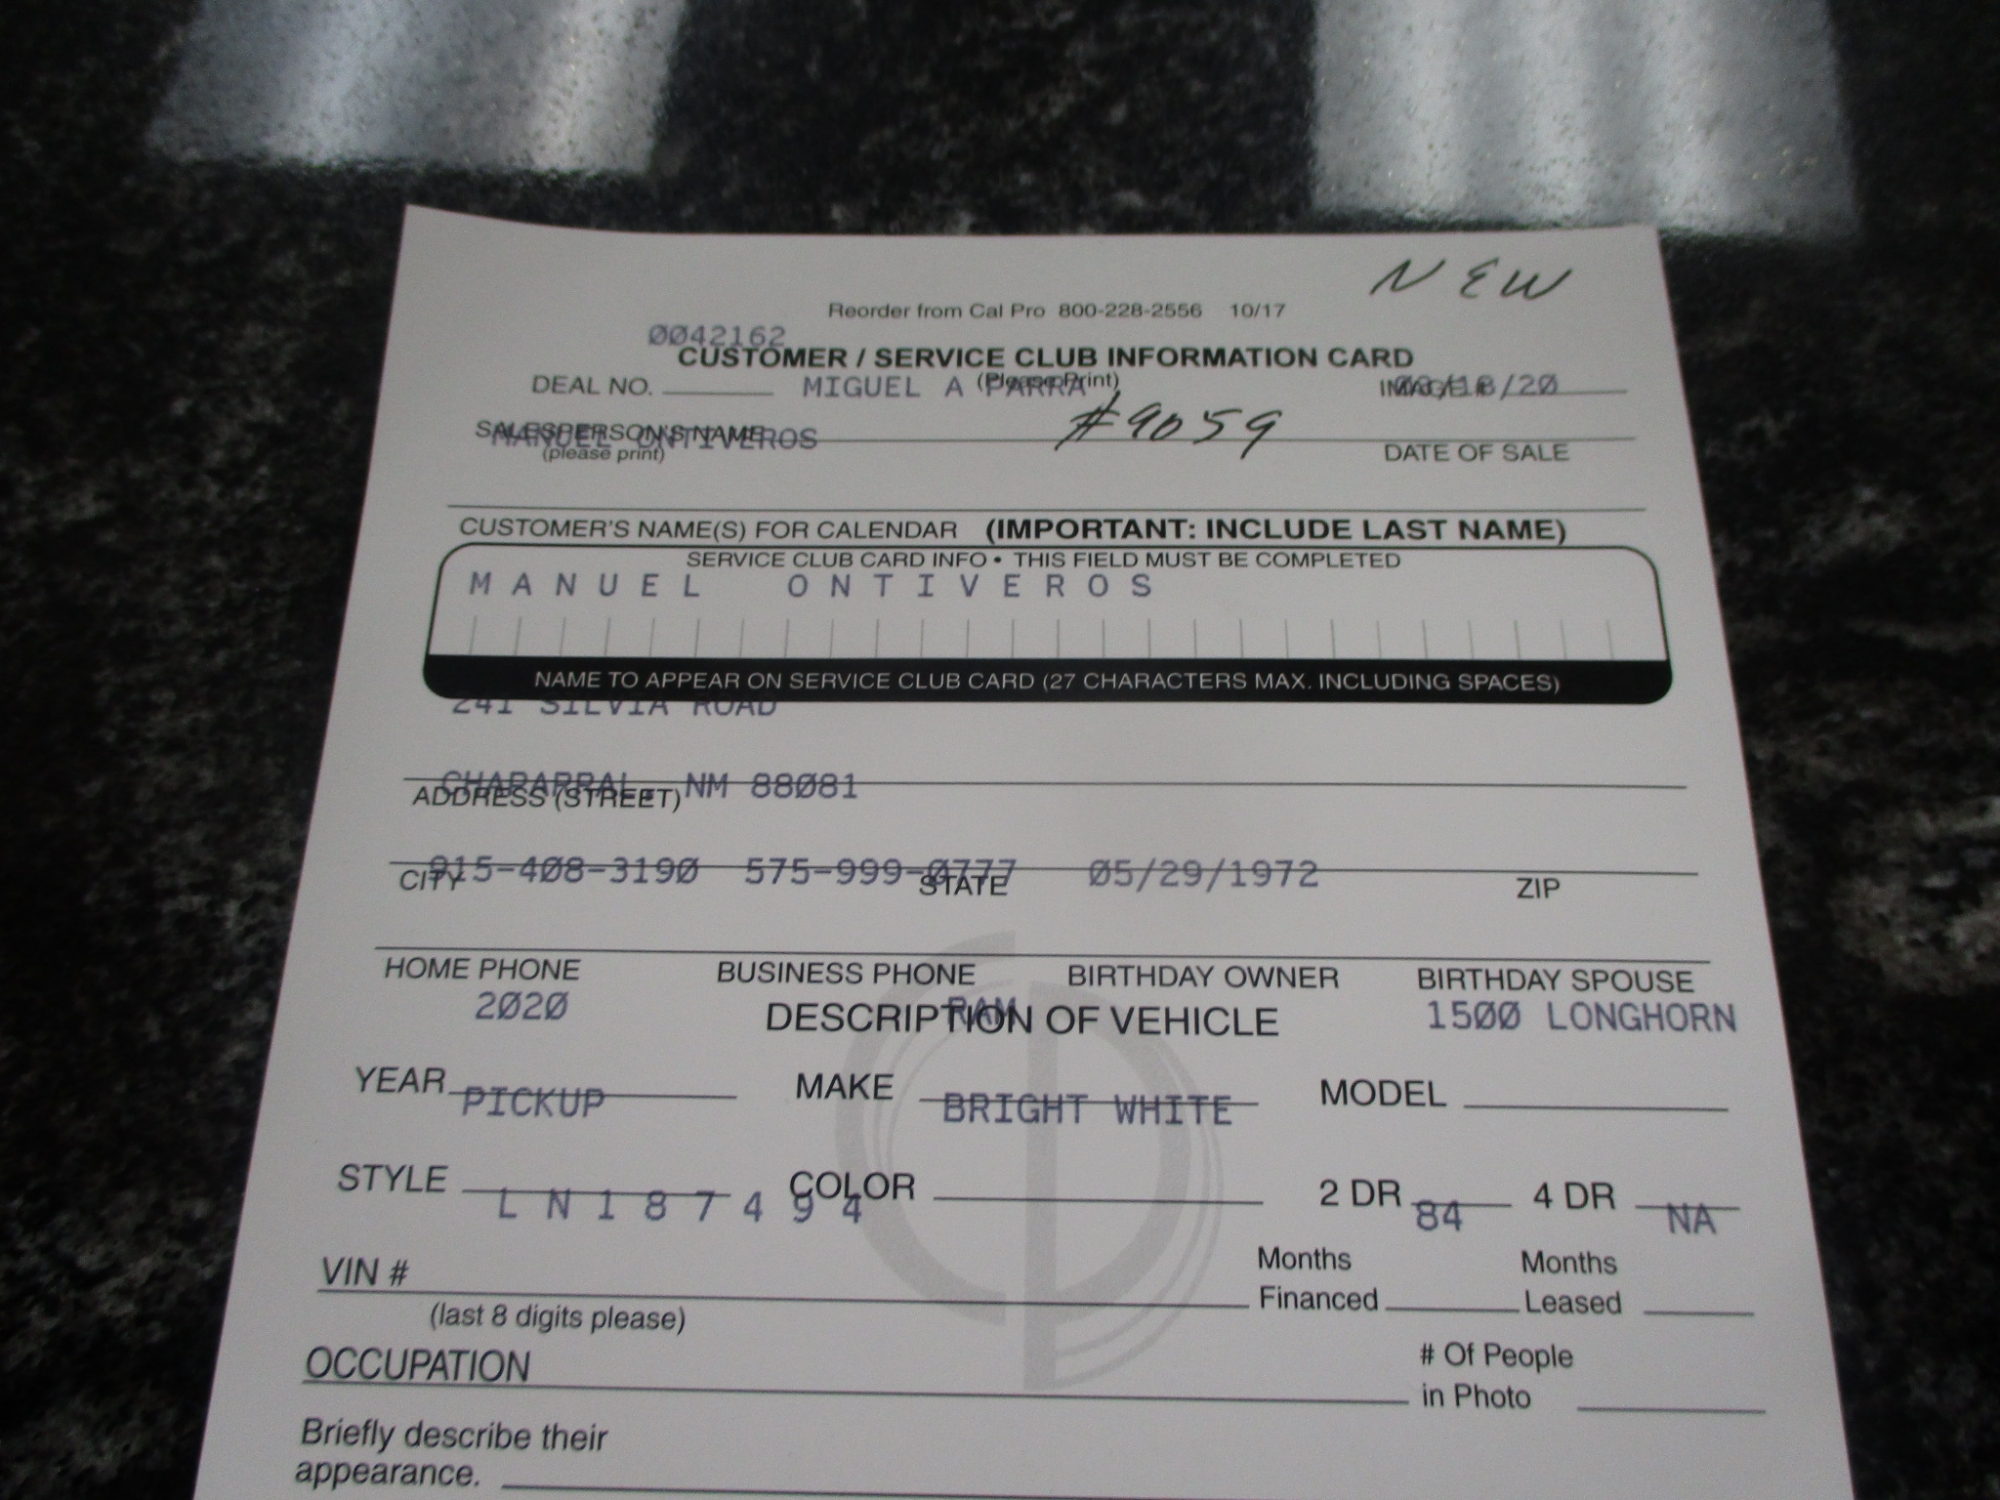 NEW
Reorder from Cal Pro 800-228-2556 10/17
0042162
CUSTOMER / SERVICE CLUB INFORMATION CARD
(Please Print)
DEAL NO. MIGUEL A PARRA /18/20
SALESPERSON'S NAME MANUEL ONTIVEROS #9059
(please print) DATE OF SALE
CUSTOMER'S NAME(S) FOR CALENDAR (IMPORTANT: INCLUDE LAST NAME)
SERVICE CLUB CARD INFO • THIS FIELD MUST BE COMPLETED
MANUEL ONTIVEROS
NAME TO APPEAR ON SERVICE CLUB CARD (27 CHARACTERS MAX. INCLUDING SPACES)
241 SILVIA ROAD
CHAPARRAL, NM 88081
ADDRESS (STREET)
915-408-3190 575-999-0777 05/29/1972
CITY STATE ZIP
HOME PHONE BUSINESS PHONE BIRTHDAY OWNER BIRTHDAY SPOUSE
2020 RAM 1500 LONGHORN
DESCRIPTION OF VEHICLE
YEAR MAKE MODEL
PICKUP BRIGHT WHITE
STYLE COLOR 2 DR 4 DR
LN187494 84 NA
VIN # Months Financed Months Leased
(last 8 digits please)
OCCUPATION # Of People in Photo
Briefly describe their
appearance.